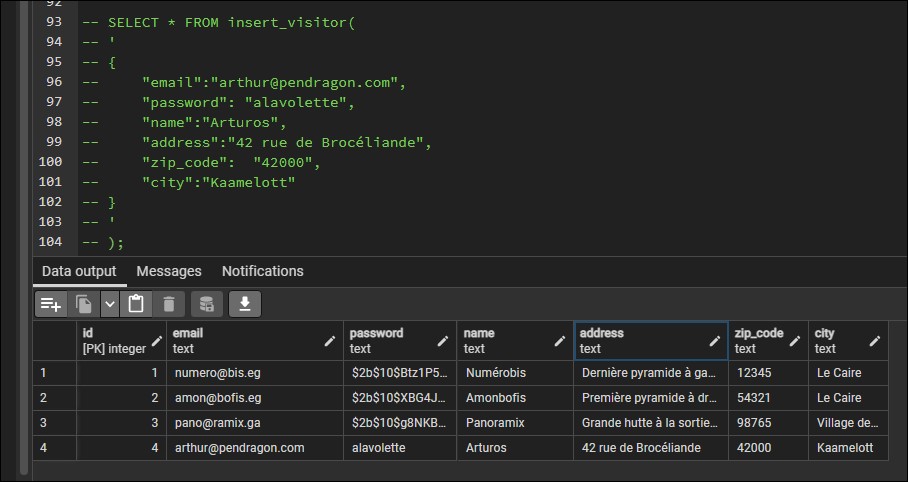 92
93 -- SELECT * FROM insert_visitor(
94 -- '
95 -- {
96 --     "email":"arthur@pendragon.com",
97 --     "password": "alavolette",
98 --     "name":"Arturos",
99 --     "address":"42 rue de Brocéliande",
100 --     "zip_code":  "42000",
101 --     "city":"Kaamelott"
102 -- }
103 -- '
104 -- );
Data output Messages Notifications
id email password name address zip_code city
[PK] integer text text text text text text
1 1 numero@bis.eg $2b$10$Btz1P5... Numérobis Dernière pyramide à ga... 12345 Le Caire
2 2 amon@bofis.eg $2b$10$XBG4J... Amonbofis Première pyramide à dr... 54321 Le Caire
3 3 pano@ramix.ga $2b$10$g8NKB... Panoramix Grande hutte à la sortie... 98765 Village de...
4 4 arthur@pendragon.com alavolette Arturos 42 rue de Brocéliande 42000 Kaamelott